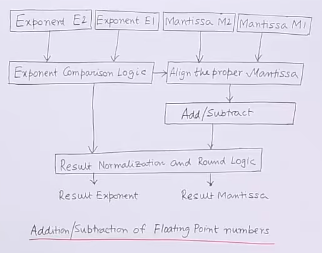 Exponent E2 Exponent E1 Mantissa M2 Mantissa M1
Exponent Comparison Logic Align the proper Mantissa
Add/Subtract
Result Normalization and Round Logic
Result Exponent Result Mantissa
Addition/Subtraction of Floating Point numbers